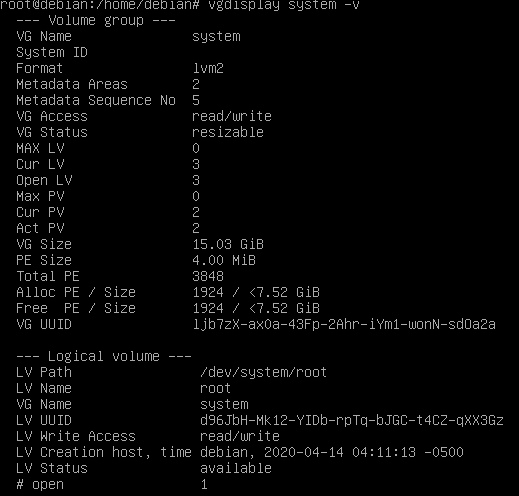 root@debian:/home/debian# vgdisplay system -v
--- Volume group ---
VG Name system
System ID
Format lvm2
Metadata Areas 2
Metadata Sequence No 5
VG Access read/write
VG Status resizable
MAX LV 0
Cur LV 3
Open LV 3
Max PV 0
Cur PV 2
Act PV 2
VG Size 15.03 GiB
PE Size 4.00 MiB
Total PE 3848
Alloc PE / Size 1924 / <7.52 GiB
Free PE / Size 1924 / <7.52 GiB
VG UUID ljb7zX-ax0a-43Fp-2Ahr-iYm1-wonN-sdOa2a
--- Logical volume ---
LV Path /dev/system/root
LV Name root
VG Name system
LV UUID d96JbH-Mk12-YIDb-rpTq-bJGC-t4CZ-qXX3Gz
LV Write Access read/write
LV Creation host, time debian, 2020-04-14 04:11:13 -0500
LV Status available
# open 1